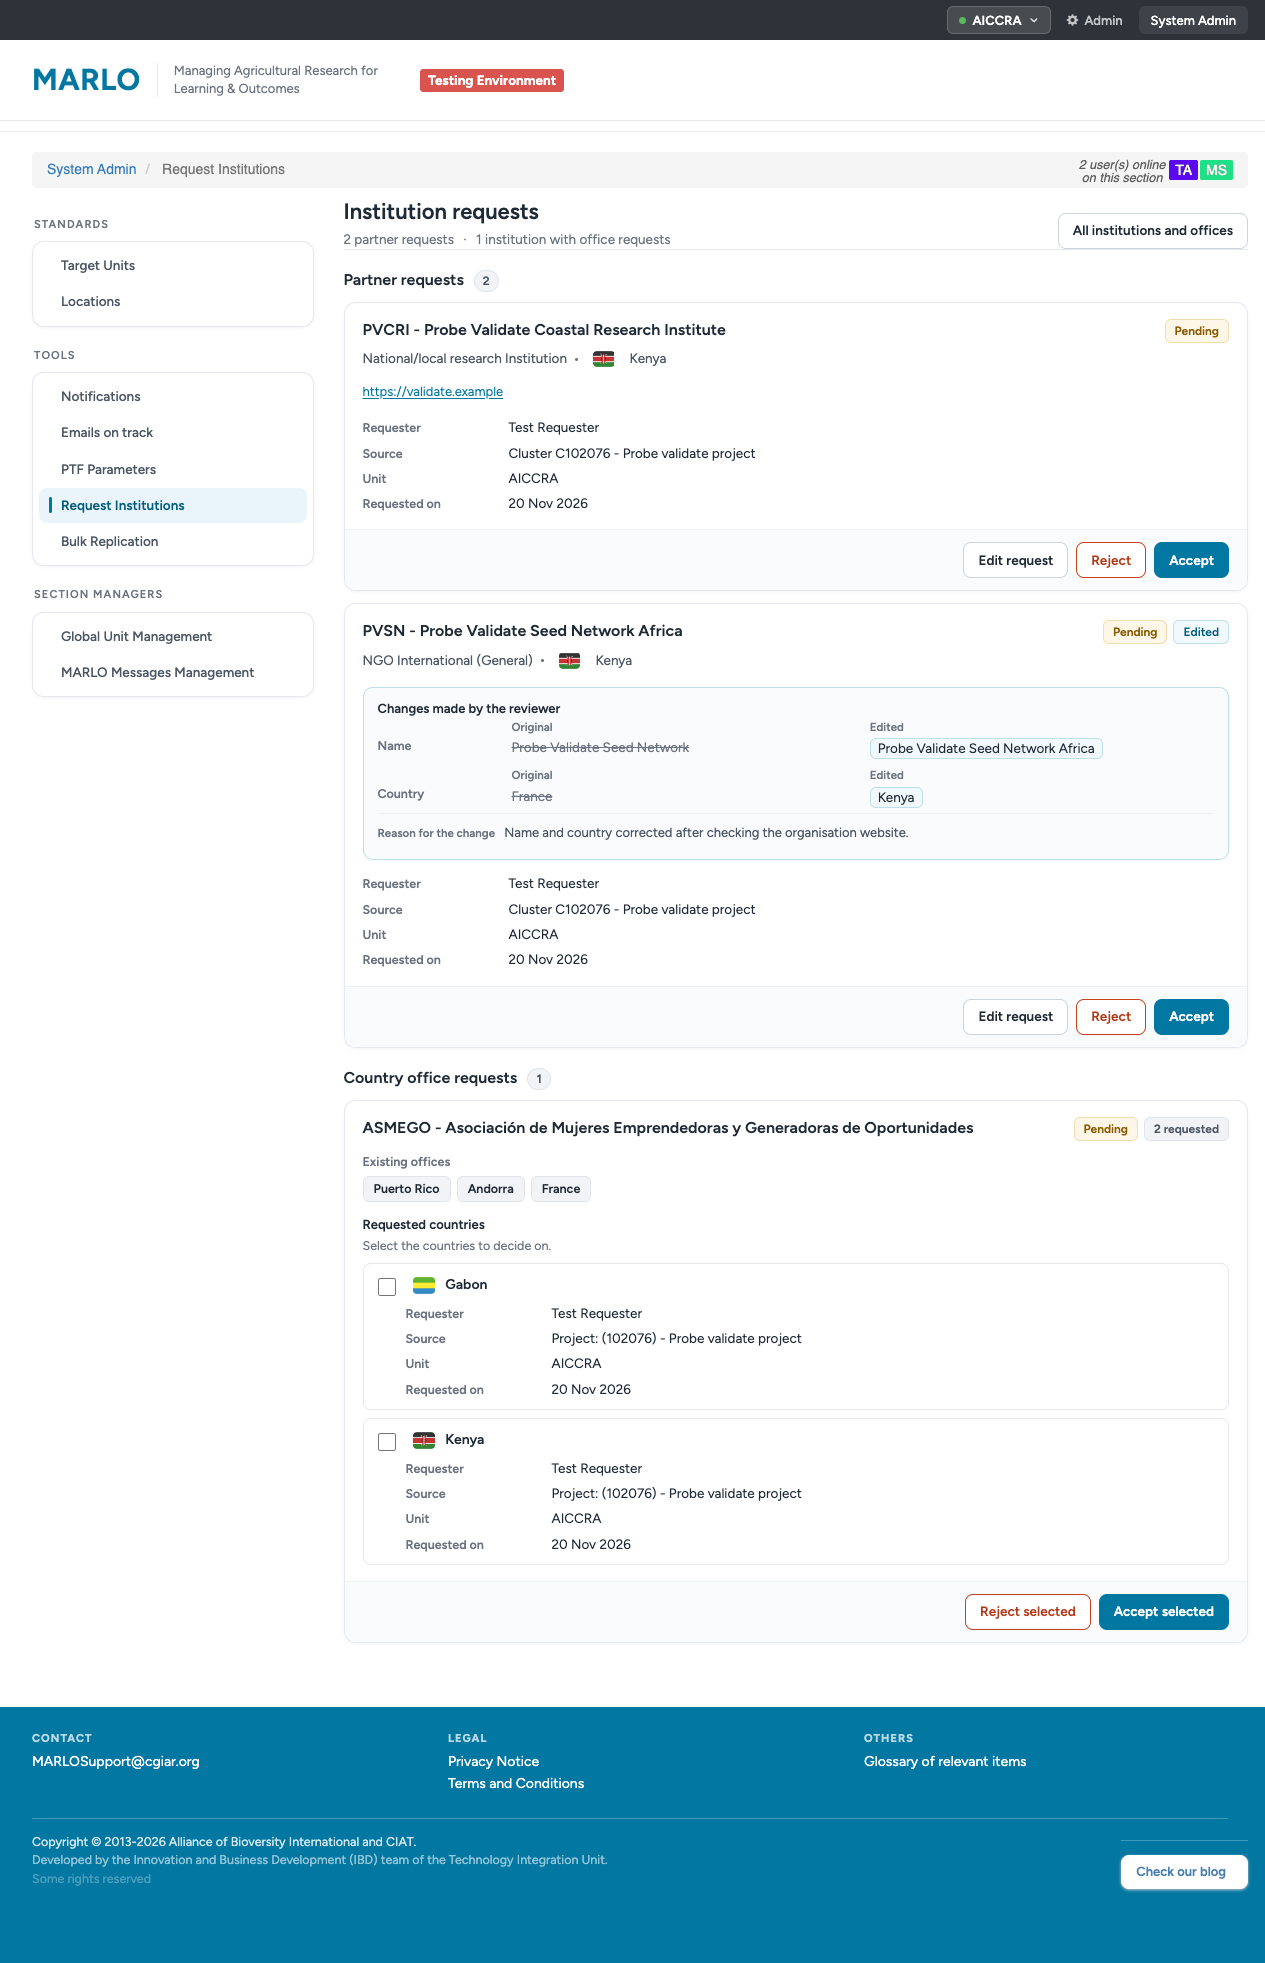 AICCRA
Admin
System Admin
MARLO
Managing Agricultural Research for
Learning & Outcomes
Testing Environment
System Admin / Request Institutions
2 user(s) online
on this section
TA
MS
STANDARDS
Target Units
Locations
TOOLS
Notifications
Emails on track
PTF Parameters
Request Institutions
Bulk Replication
SECTION MANAGERS
Global Unit Management
MARLO Messages Management
Institution requests
2 partner requests · 1 institution with office requests
All institutions and offices
Partner requests 2
PVCRI - Probe Validate Coastal Research Institute
Pending
National/local research Institution • Kenya
https://validate.example
Requester Test Requester
Source Cluster C102076 - Probe validate project
Unit AICCRA
Requested on 20 Nov 2026
Edit request Reject Accept
PVSN - Probe Validate Seed Network Africa
Pending Edited
NGO International (General) • Kenya
Changes made by the reviewer
Original Edited
Name Probe Validate Seed Network Probe Validate Seed Network Africa
Original Edited
Country France Kenya
Reason for the change Name and country corrected after checking the organisation website.
Requester Test Requester
Source Cluster C102076 - Probe validate project
Unit AICCRA
Requested on 20 Nov 2026
Edit request Reject Accept
Country office requests 1
ASMEGO - Asociación de Mujeres Emprendedoras y Generadoras de Oportunidades
Pending 2 requested
Existing offices
Puerto Rico Andorra France
Requested countries
Select the countries to decide on.
Gabon
Requester Test Requester
Source Project: (102076) - Probe validate project
Unit AICCRA
Requested on 20 Nov 2026
Kenya
Requester Test Requester
Source Project: (102076) - Probe validate project
Unit AICCRA
Requested on 20 Nov 2026
Reject selected Accept selected
CONTACT
MARLOSupport@cgiar.org
LEGAL
Privacy Notice
Terms and Conditions
OTHERS
Glossary of relevant items
Copyright © 2013-2026 Alliance of Bioversity International and CIAT.
Developed by the Innovation and Business Development (IBD) team of the Technology Integration Unit.
Some rights reserved
Check our blog